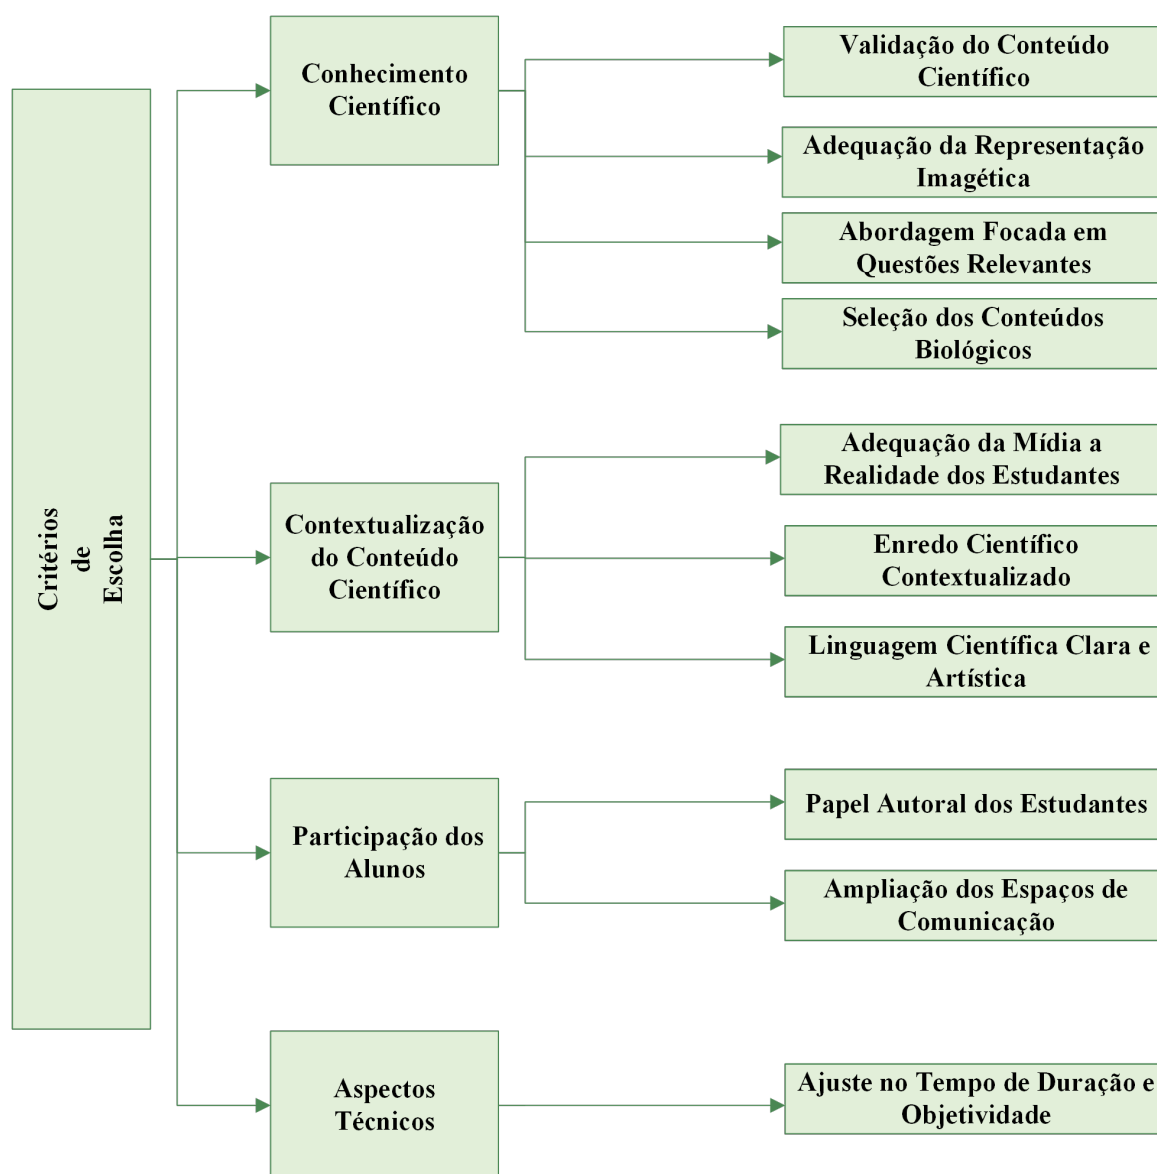 Critérios
de
Escolha
Conhecimento
Científico
Validação do Conteúdo
Científico
Adequação da Representação
Imagética
Abordagem Focada em
Questões Relevantes
Seleção dos Conteúdos
Biológicos
Contextualização
do Conteúdo
Científico
Adequação da Mídia a
Realidade dos Estudantes
Enredo Científico
Contextualizado
Linguagem Científica Clara e
Artística
Participação dos
Alunos
Papel Autoral dos Estudantes
Ampliação dos Espaços de
Comunicação
Aspectos
Técnicos
Ajuste no Tempo de Duração e
Objetividade